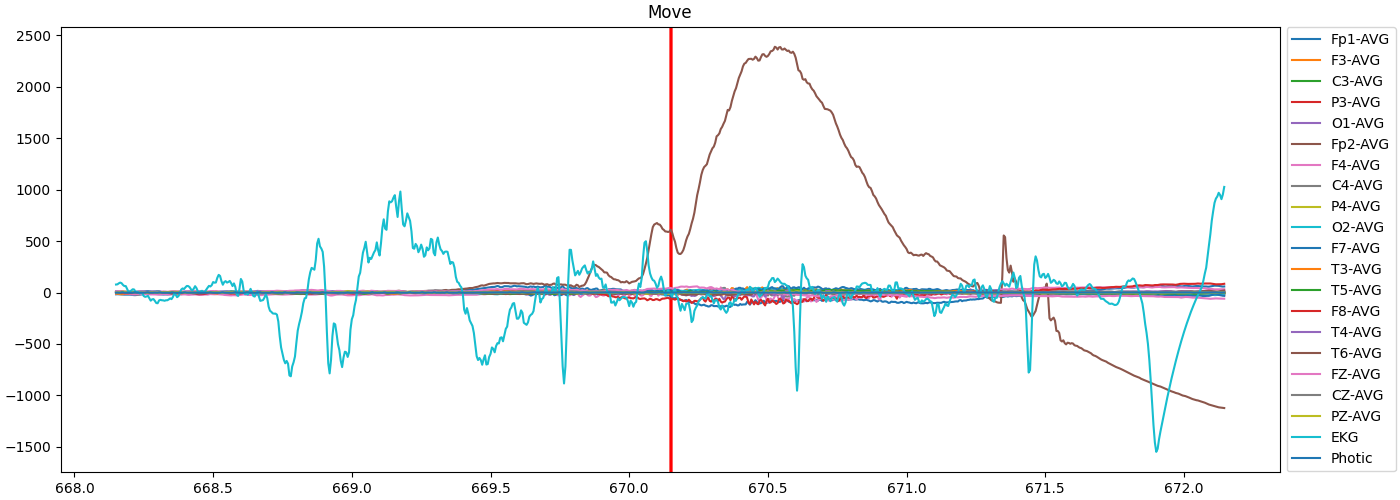 Move
2500
2000
1500
1000
500
0
−500
−1000
−1500
668.0 668.5 669.0 669.5 670.0 670.5 671.0 671.5 672.0
Fp1-AVG
F3-AVG
C3-AVG
P3-AVG
O1-AVG
Fp2-AVG
F4-AVG
C4-AVG
P4-AVG
O2-AVG
F7-AVG
T3-AVG
T5-AVG
F8-AVG
T4-AVG
T6-AVG
FZ-AVG
CZ-AVG
PZ-AVG
EKG
Photic